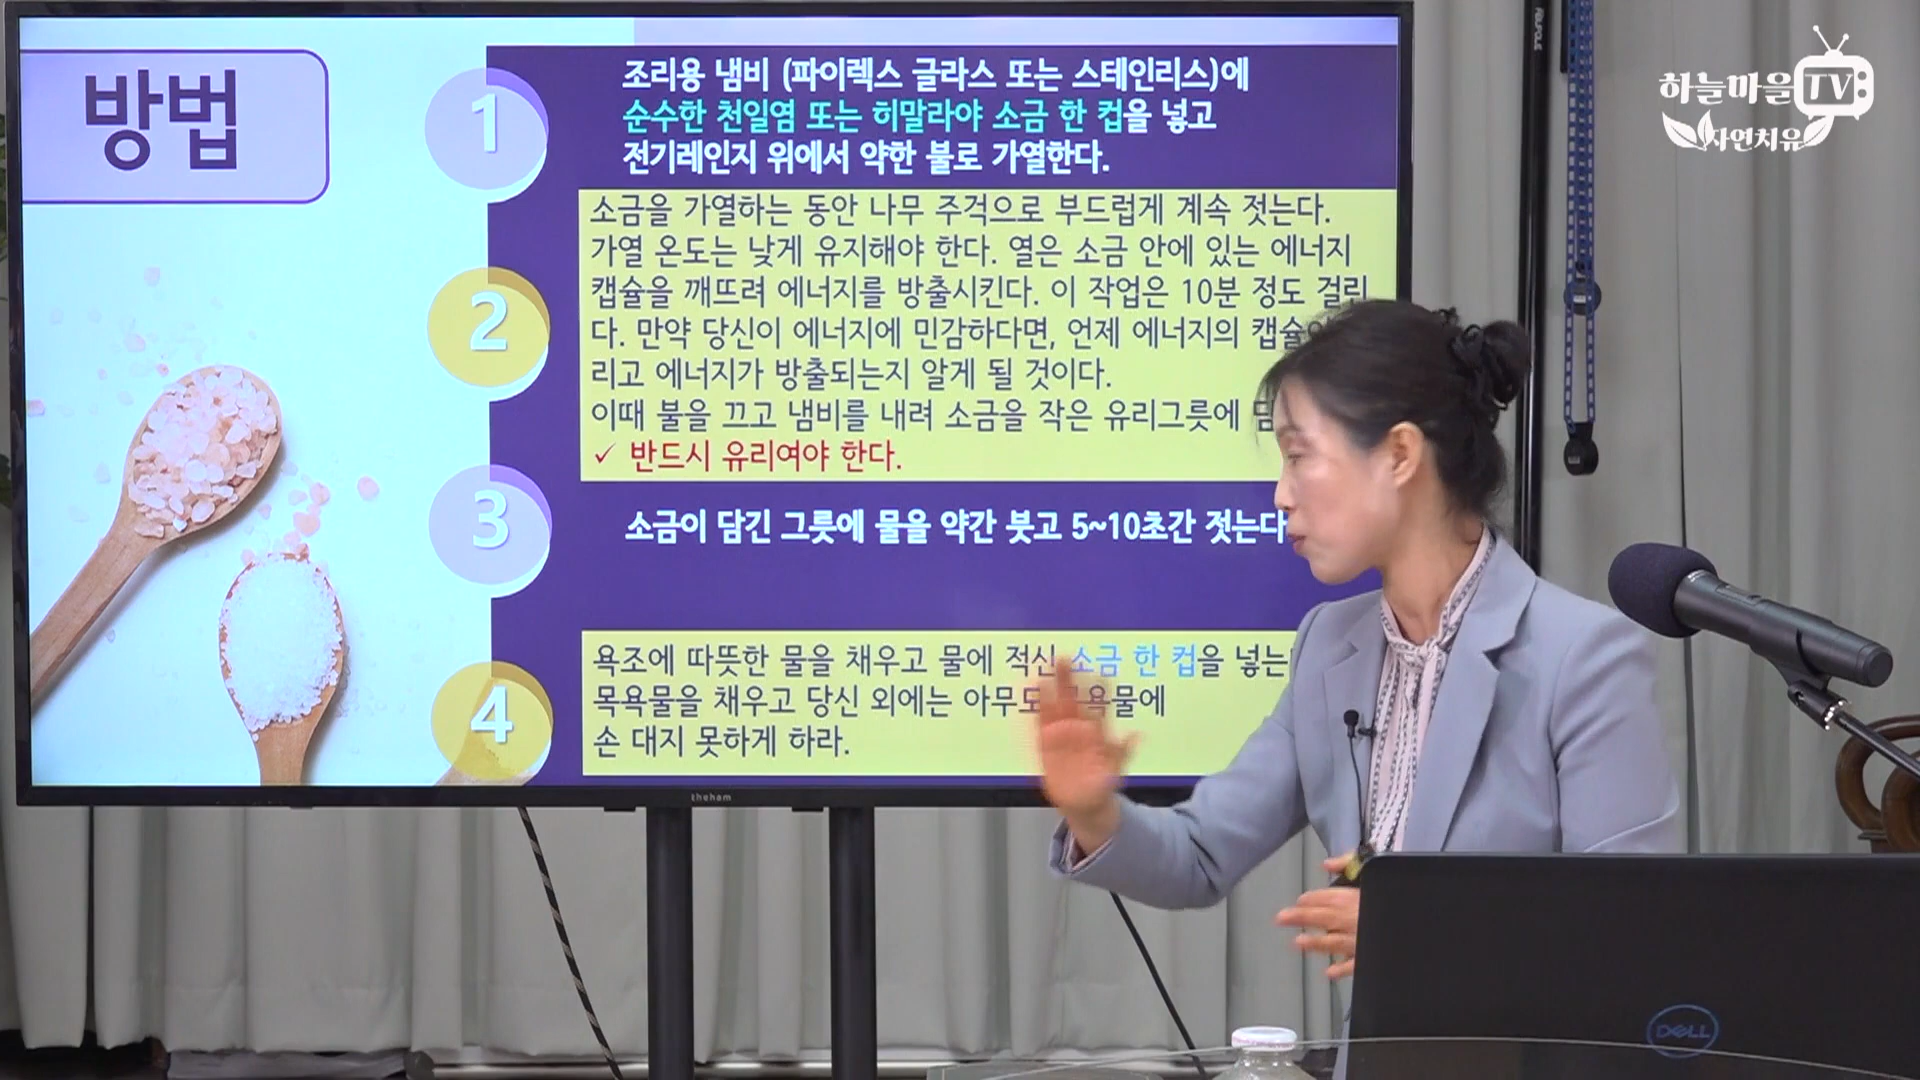 방법
1
조리용 냄비 (파이렉스 글라스 또는 스테인리스)에
순수한 천일염 또는 히말라야 소금 한 컵을 넣고
전기레인지 위에서 약한 불로 가열한다.
2
소금을 가열하는 동안 나무 주걱으로 부드럽게 계속 젓는다.
가열 온도는 낮게 유지해야 한다. 열은 소금 안에 있는 에너지
캡슐을 깨뜨려 에너지를 방출시킨다. 이 작업은 10분 정도 걸린
다. 만약 당신이 에너지에 민감하다면, 언제 에너지의
리고 에너지가 방출되는지 알게 될 것이다.
이때 불을 끄고 냄비를 내려 소금을 작은 유리그릇에
✓ 반드시 유리여야 한다.
3
소금이 담긴 그릇에 물을 약간 붓고 5~10초간 젓는다
4
욕조에 따뜻한 물을 채우고 물에 적신 소금 한 컵을
목욕물을 채우고 당신 외에는 아무도 목욕물에
손 대지 못하게 하라.
theham
하늘마을 TV
자연치유
DELL